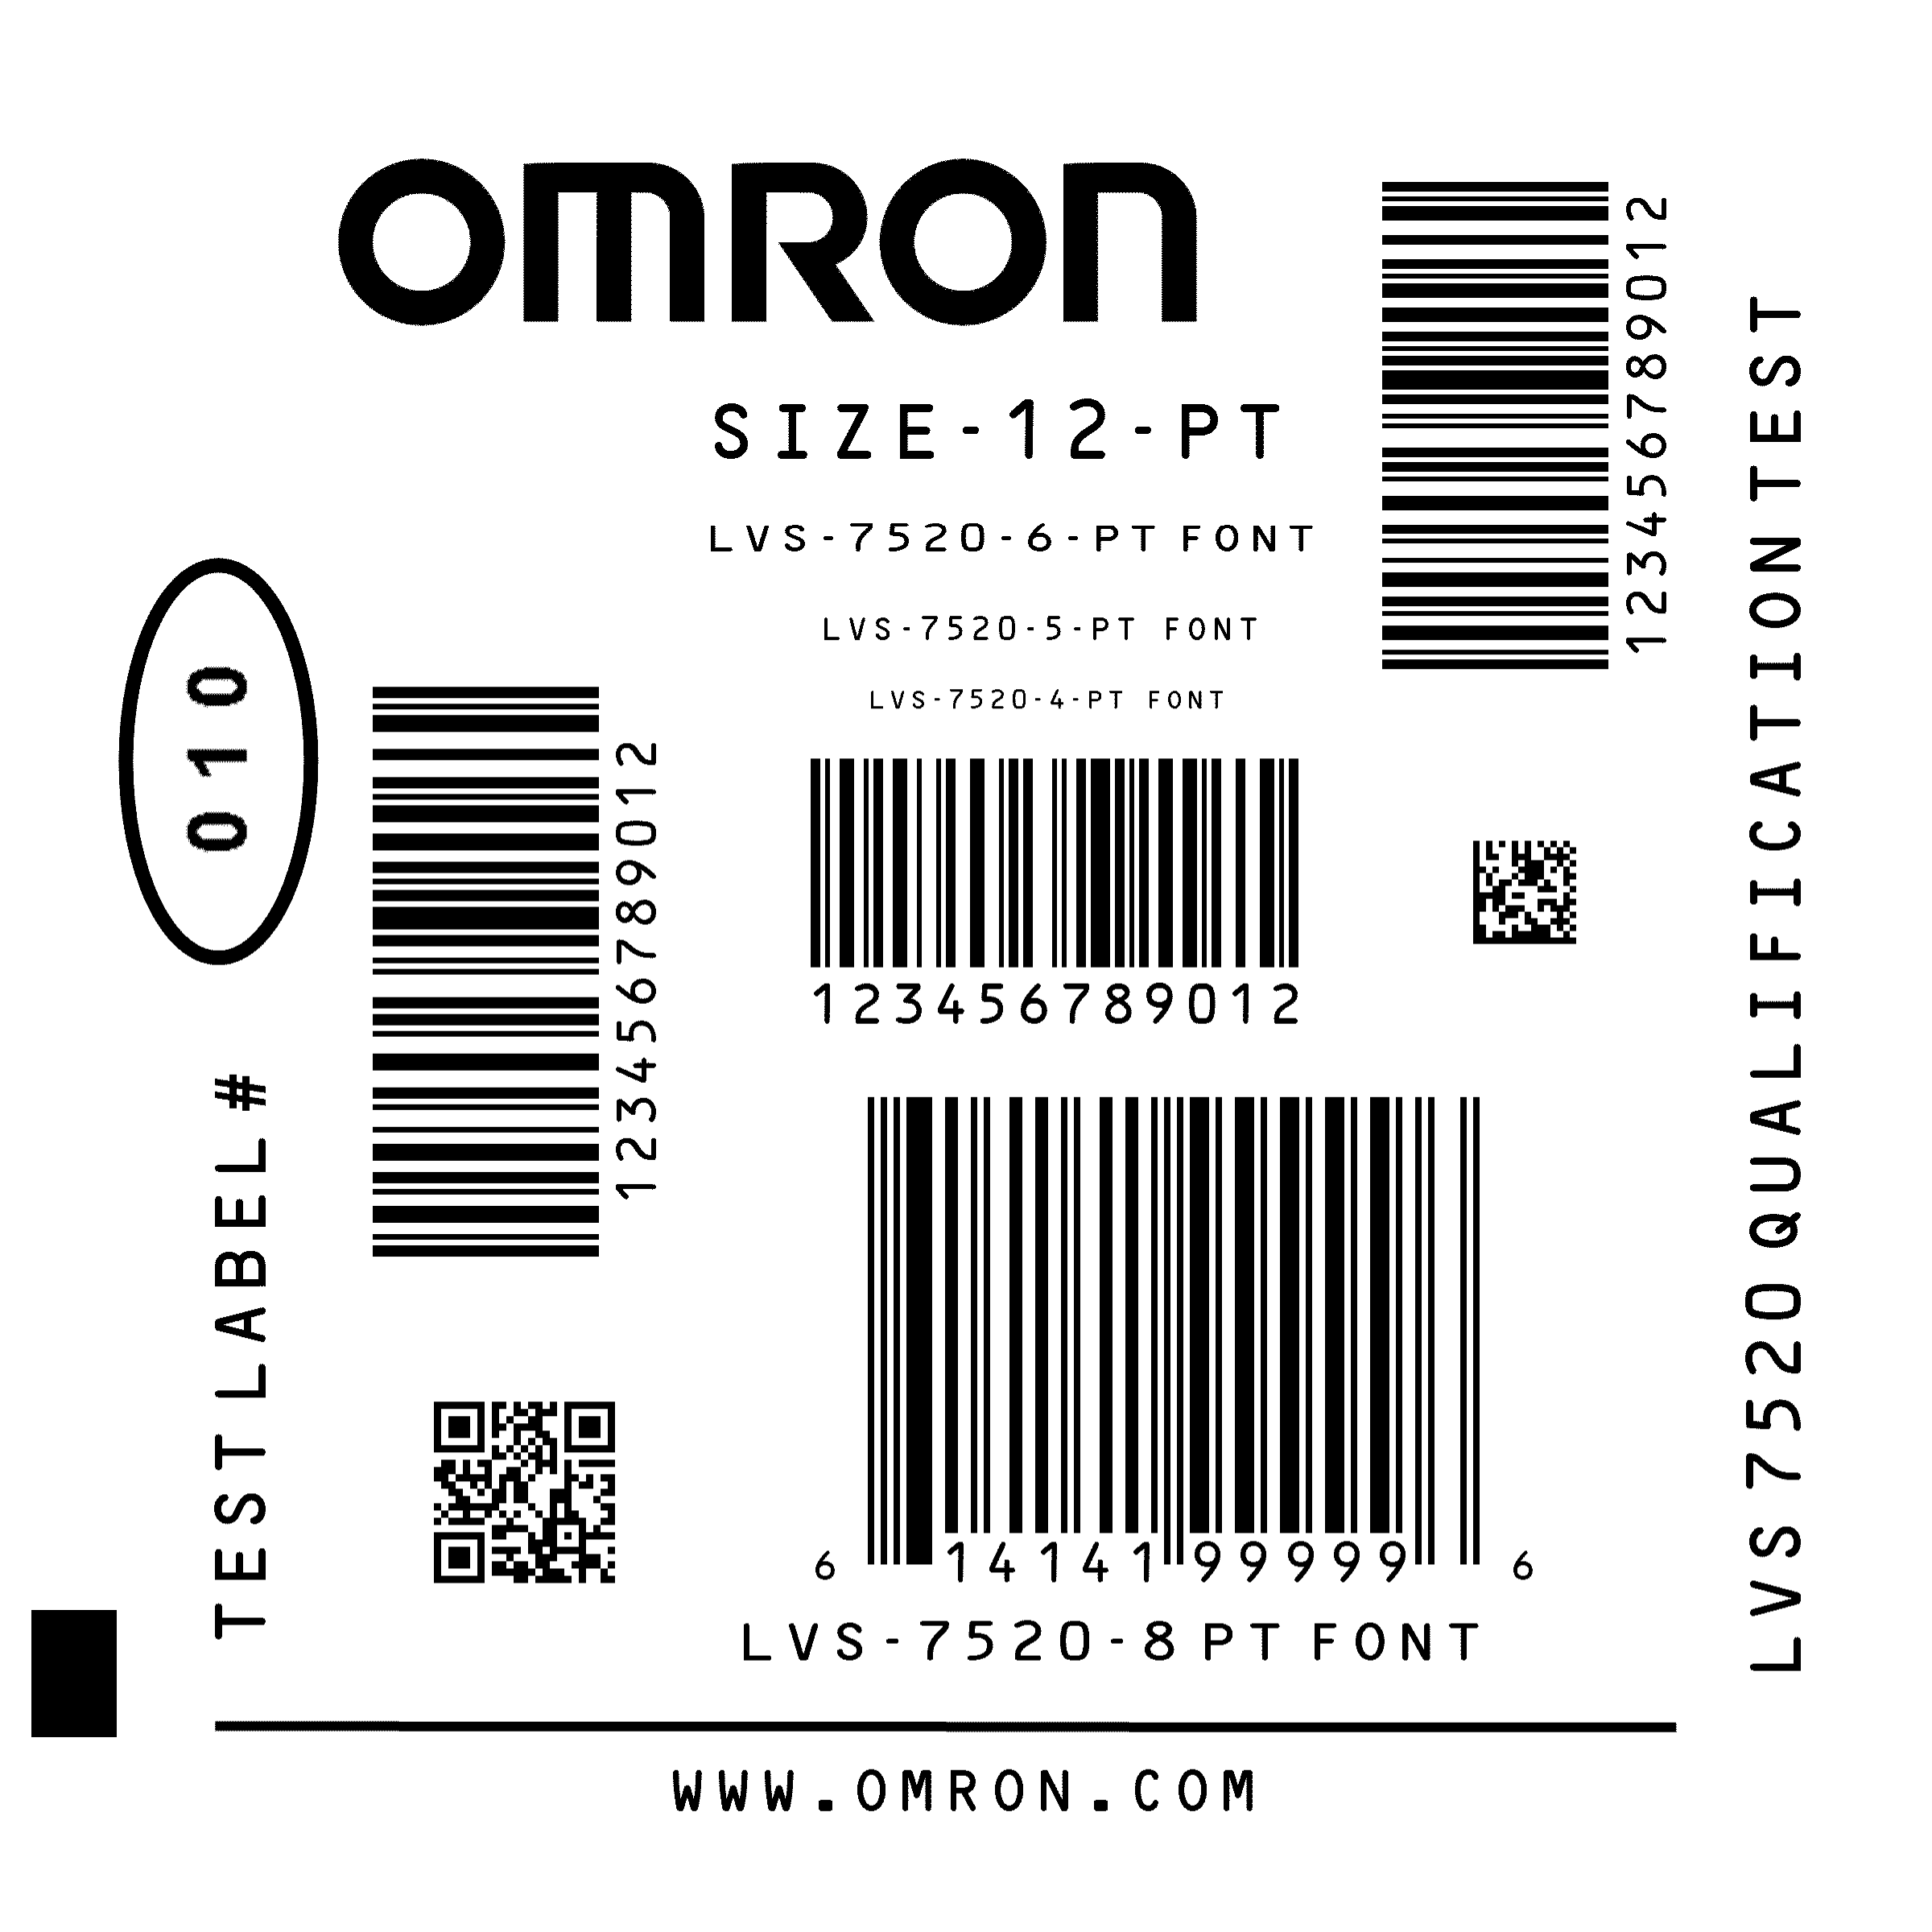 OMRON
SIZE-12-PT
LVS-7520-6-PT FONT
LVS-7520-5-PT FONT
LVS-7520-4-PT FONT
123456789012
123456789012
123456789012
6 14141 99999 6
LVS-7520-8 PT FONT
TEST LABEL #
010
LVS 7520 QUALIFICATION TEST
WWW.OMRON.COM